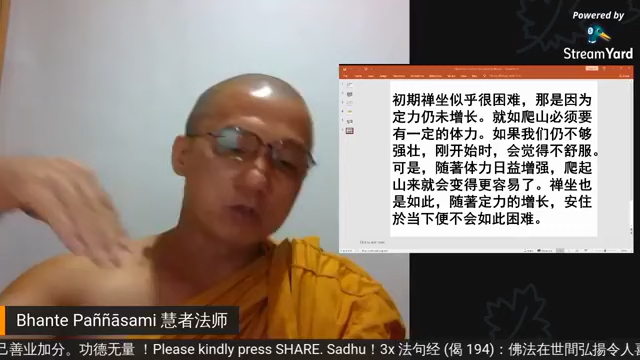 Powered by
StreamYard
初期禅坐似乎很困难，那是因为
定力仍未增长。就如爬山必须要
有一定的体力。如果我们仍不够
强壮，刚开始时，会觉得不舒服。
可是，随著体力日益增强，爬起
山来就会变得更容易了。禅坐也
是如此，随著定力的增长，安住
於当下便不会如此困难。
Bhante Paññāsami 慧者法师
己善业加分。功德无量 ！Please kindly press SHARE. Sadhu！3x 法句经 (偈 194)：佛法在世間弘揚令人喜